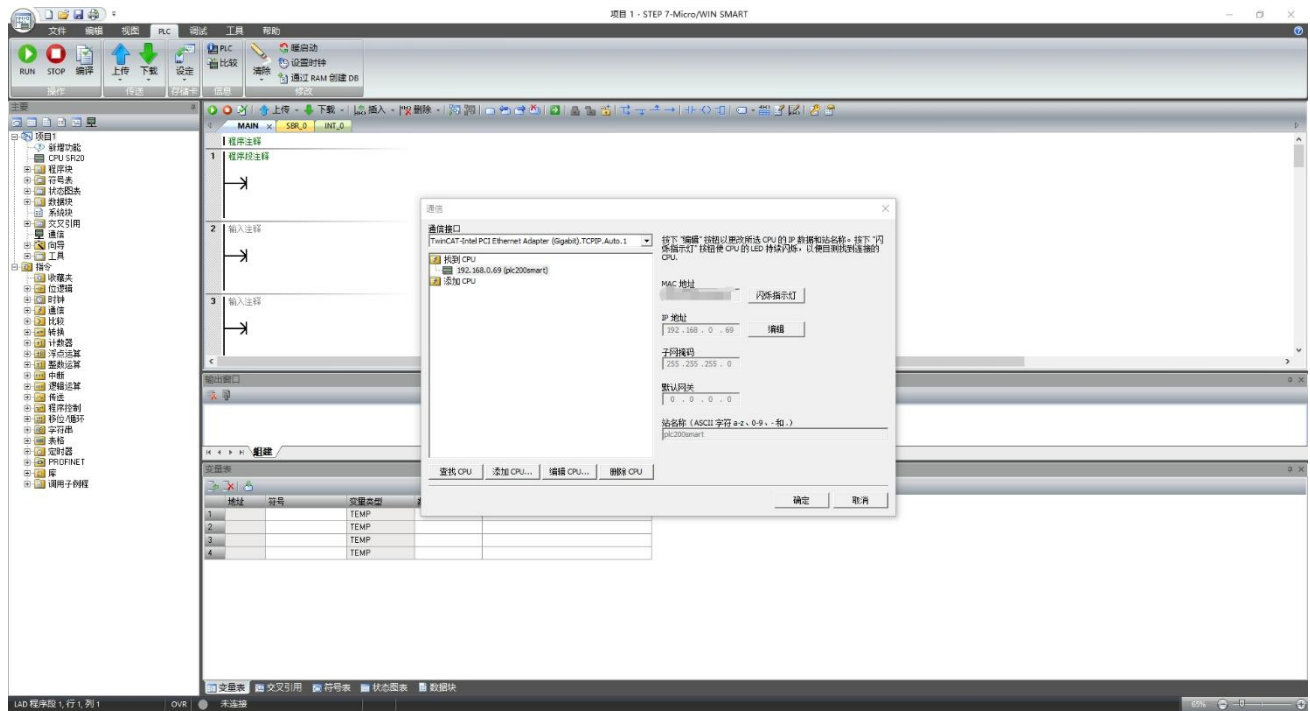 项目 1 - STEP 7-Micro/WIN SMART
文件 编辑 视图 PLC 调试 工具 帮助
RUN STOP 编译 上传 下载 设定 PLC 比较 清除 暖启动 设置时钟 通过 RAM 创建 DB
操作 传送 存储卡 信息 修改
主要
上传 下载 插入 删除
MAIN SBR_0 INT_0
项目1
新增功能
CPU SR20
程序块
符号表
状态图表
数据块
系统块
交叉引用
通信
向导
工具
指令
收藏夹
位逻辑
时钟
通信
比较
转换
计数器
浮点运算
整数运算
中断
逻辑运算
传送
程序控制
移位/循环
字符串
表格
定时器
PROFINET
库
调用子例程
程序注释
1 程序段注释
2 输入注释
3 输入注释
通信
通信接口
TwinCAT-Intel PCI Ethernet Adapter (Gigabit).TCPIP.Auto.1
找到 CPU
192.168.0.69 (plc200smart)
添加 CPU
按下 "编辑" 按钮以更改所选 CPU 的 IP 数据和站名称。按下 "闪
烁指示灯" 按钮使 CPU 的 LED 持续闪烁，以便目测找到连接的
CPU.
MAC 地址
闪烁指示灯
IP 地址
192 . 168 . 0 . 69 编辑
子网掩码
255 . 255 . 255 . 0
默认网关
0 . 0 . 0 . 0
站名称（ASCII 字符 a-z、0-9、- 和 .）
plc200smart
查找 CPU 添加 CPU... 编辑 CPU... 删除 CPU
确定 取消
输出窗口
组建
变量表
地址 符号 变量类型
1 TEMP
2 TEMP
3 TEMP
4 TEMP
变量表 交叉引用 符号表 状态图表 数据块
LAD 程序段 1, 行 1, 列 1 OVR 未连接 65%